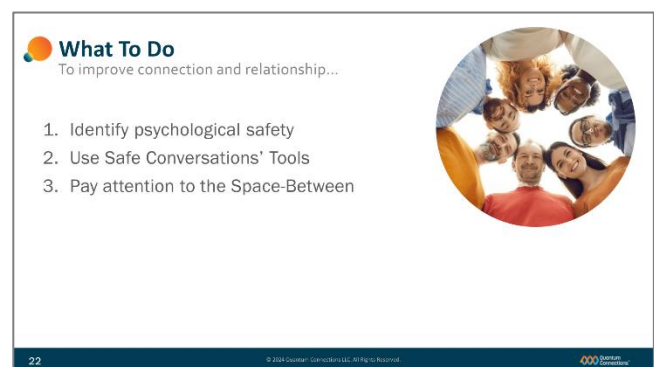 What To Do
To improve connection and relationship...
1. Identify psychological safety
2. Use Safe Conversations' Tools
3. Pay attention to the Space-Between
22
© 2024 Quantum Connections LLC. All Rights Reserved.
Quantum
Connections™